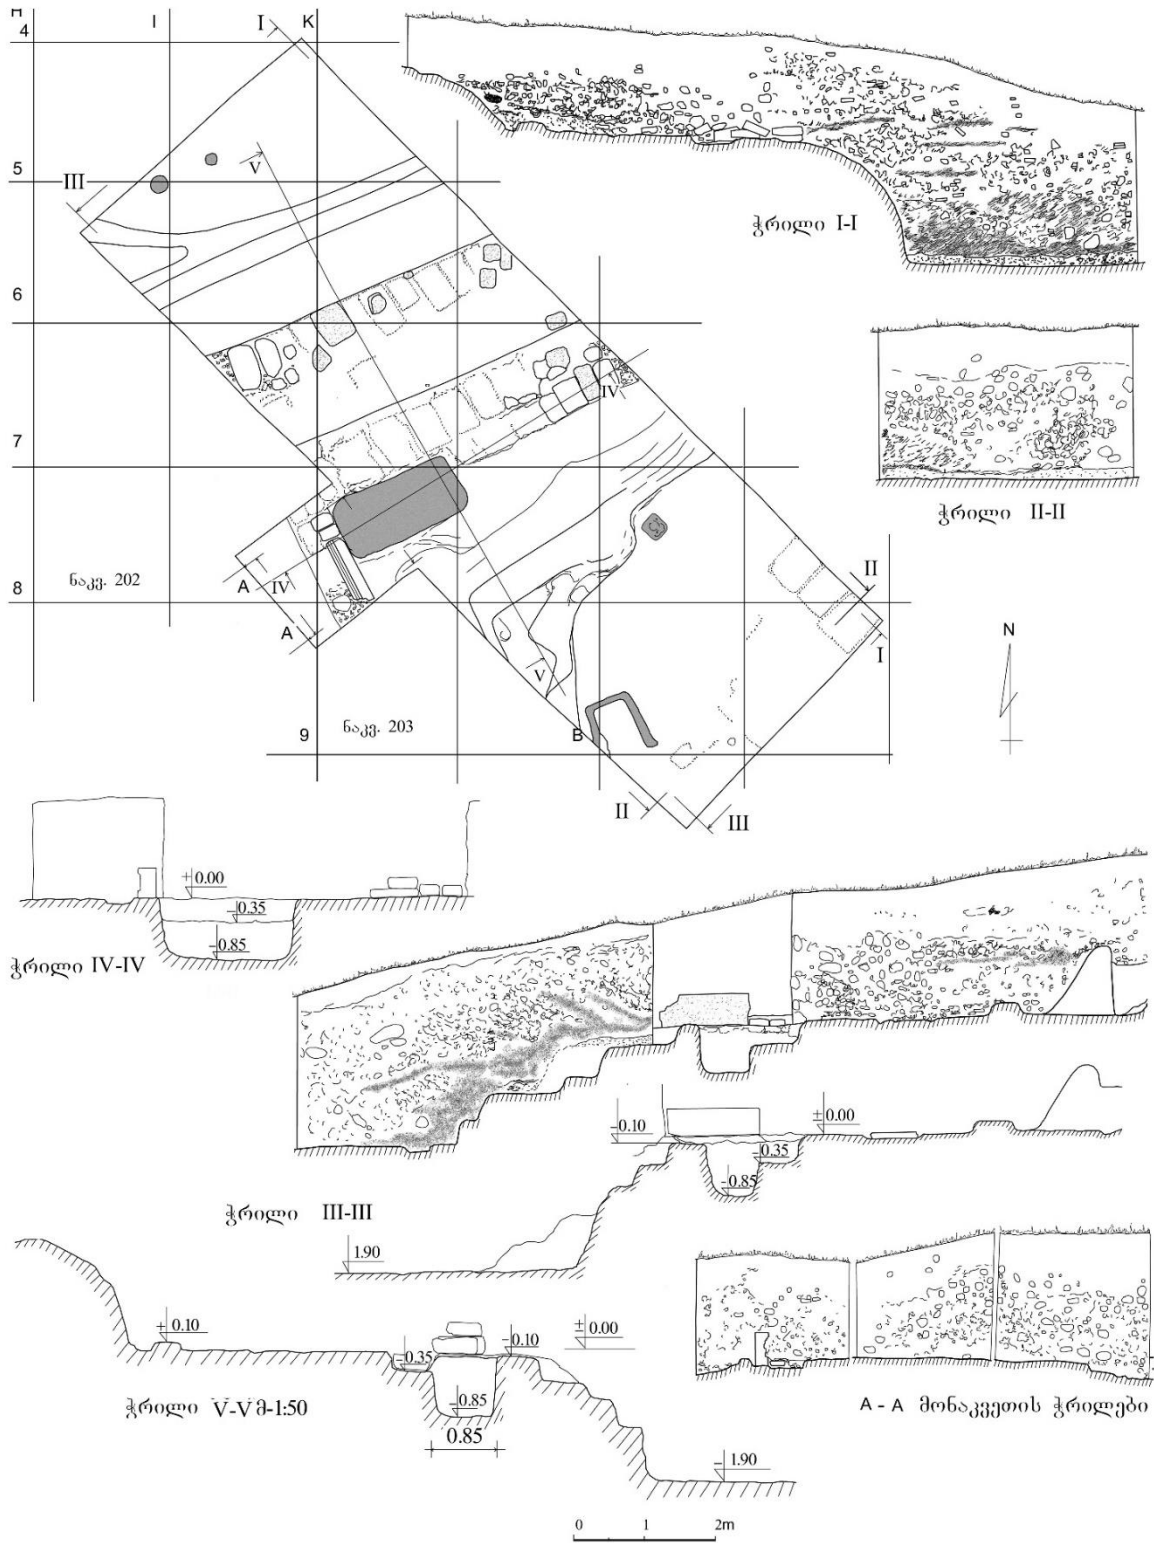 H
I
I
K
4
5
V
III
6
IV
7
II
8
ნაკვ. 202
A
IV
A
I
V
N
9
ნაკვ. 203
B
II
III
ჭრილი I-I
ჭრილი II-II
+0.00
-0.35
-0.85
ჭრილი IV-IV
-0.10
±0.00
-0.35
-0.85
ჭრილი III-III
1.90
+0.10
-0.35
-0.10
±0.00
-0.85
0.85
ჭრილი V-V მ-1:50
-1.90
A - A მონაკვეთის ჭრილები
0 1 2m